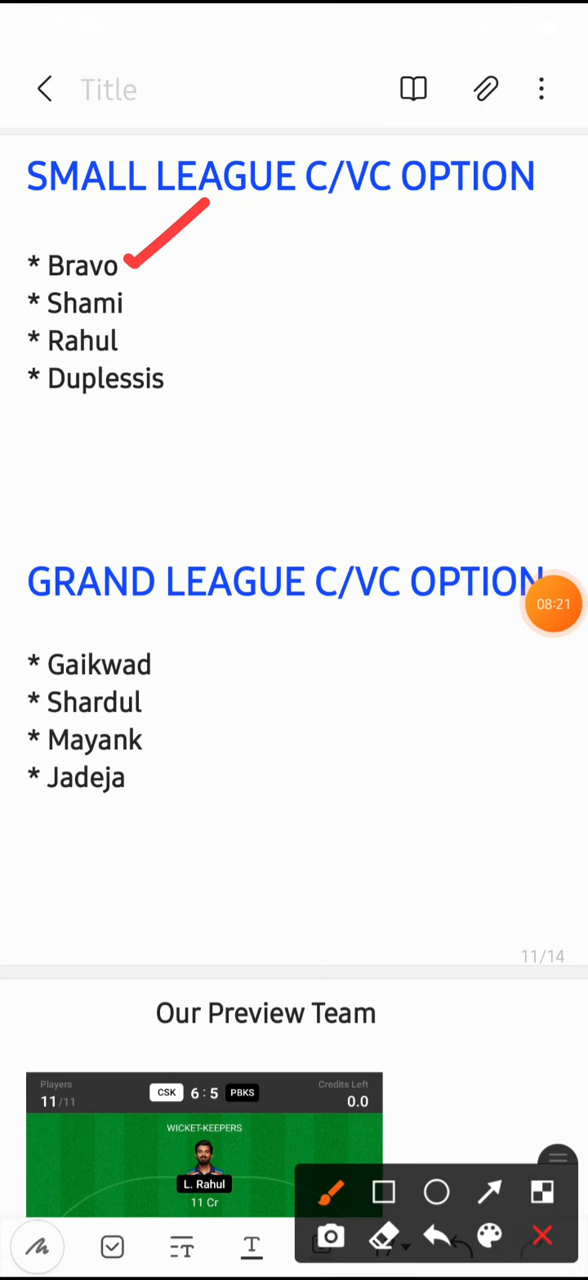 Title
SMALL LEAGUE C/VC OPTION
* Bravo
* Shami
* Rahul
* Duplessis
GRAND LEAGUE C/VC OPTION
08:21
* Gaikwad
* Shardul
* Mayank
* Jadeja
11/14
Our Preview Team
Players
11/11
CSK 6:5 PBKS
Credits Left
0.0
WICKET-KEEPERS
L. Rahul
11 Cr